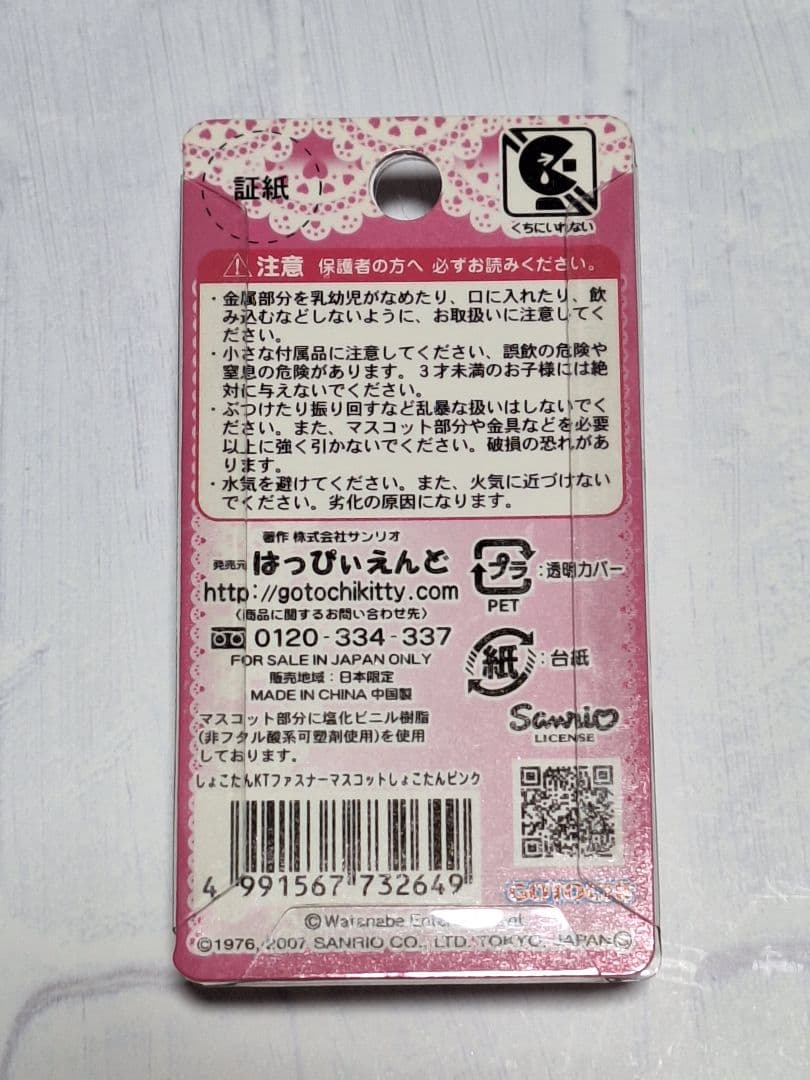 証紙
くちにいれない
注意 保護者の方へ 必ずお読みください。
・金属部分を乳幼児がなめたり、口に入れたり、飲
み込むなどしないように、お取扱いに注意してく
ださい。
・小さな付属品に注意してください、誤飲の危険や
窒息の危険があります。３才未満のお子様には絶
対に与えないでください。
・ぶつけたり振り回すなど乱暴な扱いはしないでく
ださい。また、マスコット部分や金具などを必要
以上に強く引かないでください。破損の恐れがあ
ります。
・水気を避けてください。また、火気に近づけない
でください。劣化の原因になります。
著作 株式会社サンリオ
発売元 はっぴぃえんど
http://gotochikitty.com
〈商品に関するお問い合わせ先〉
0120-334-337
FOR SALE IN JAPAN ONLY
販売地域：日本限定
MADE IN CHINA 中国製
プラ：透明カバー
PET
紙：台紙
Sanrio
LICENSE
マスコット部分に塩化ビニル樹脂
(非フタル酸系可塑剤使用)を使用
しております。
しょこたんKTファスナーマスコットしょこたんピンク
4 991567 732649
©Watanabe Entertainment
©1976, 2007 SANRIO CO., LTD. TOKYO, JAPAN Ⓢ